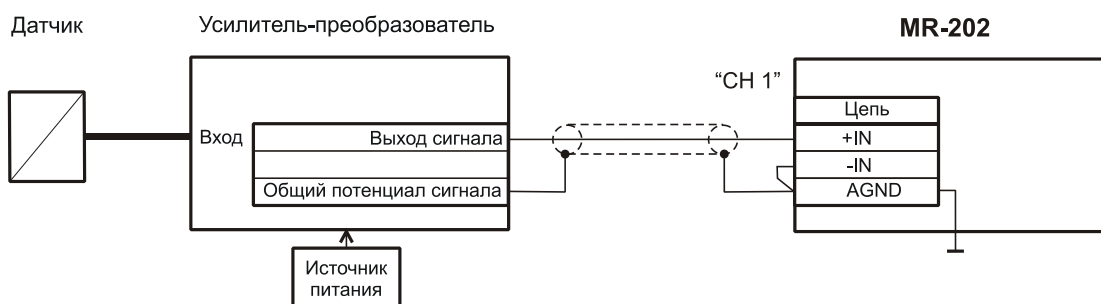 Датчик
Усилитель-преобразователь
MR-202
“CH 1”
Цепь
Вход
Выход сигнала
+IN
-IN
Общий потенциал сигнала
AGND
Источник
питания